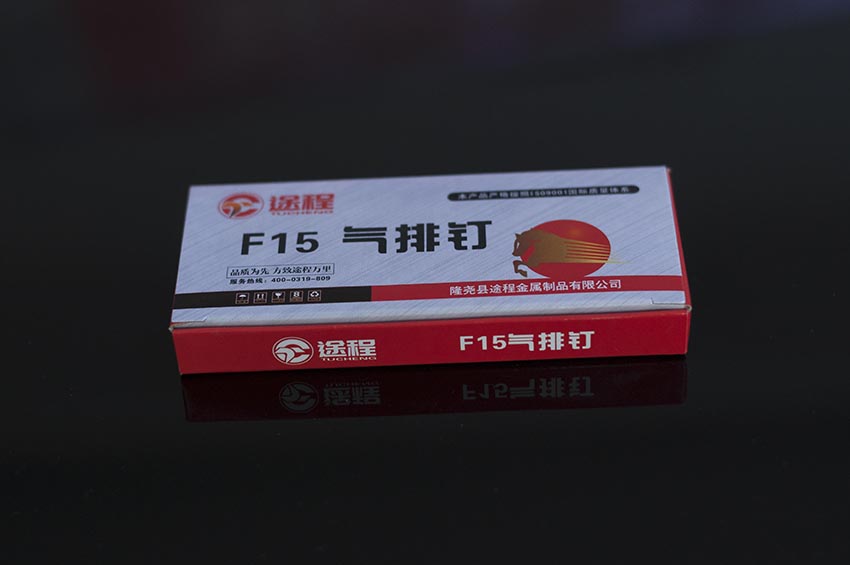 途程
TUCHENG
本产品严格按照ISO9001国际质量体系
F15 气排钉
品质为先 方致途程万里
服务热线：400-0319-809
隆尧县途程金属制品有限公司
途程
TUCHENG
F15气排钉